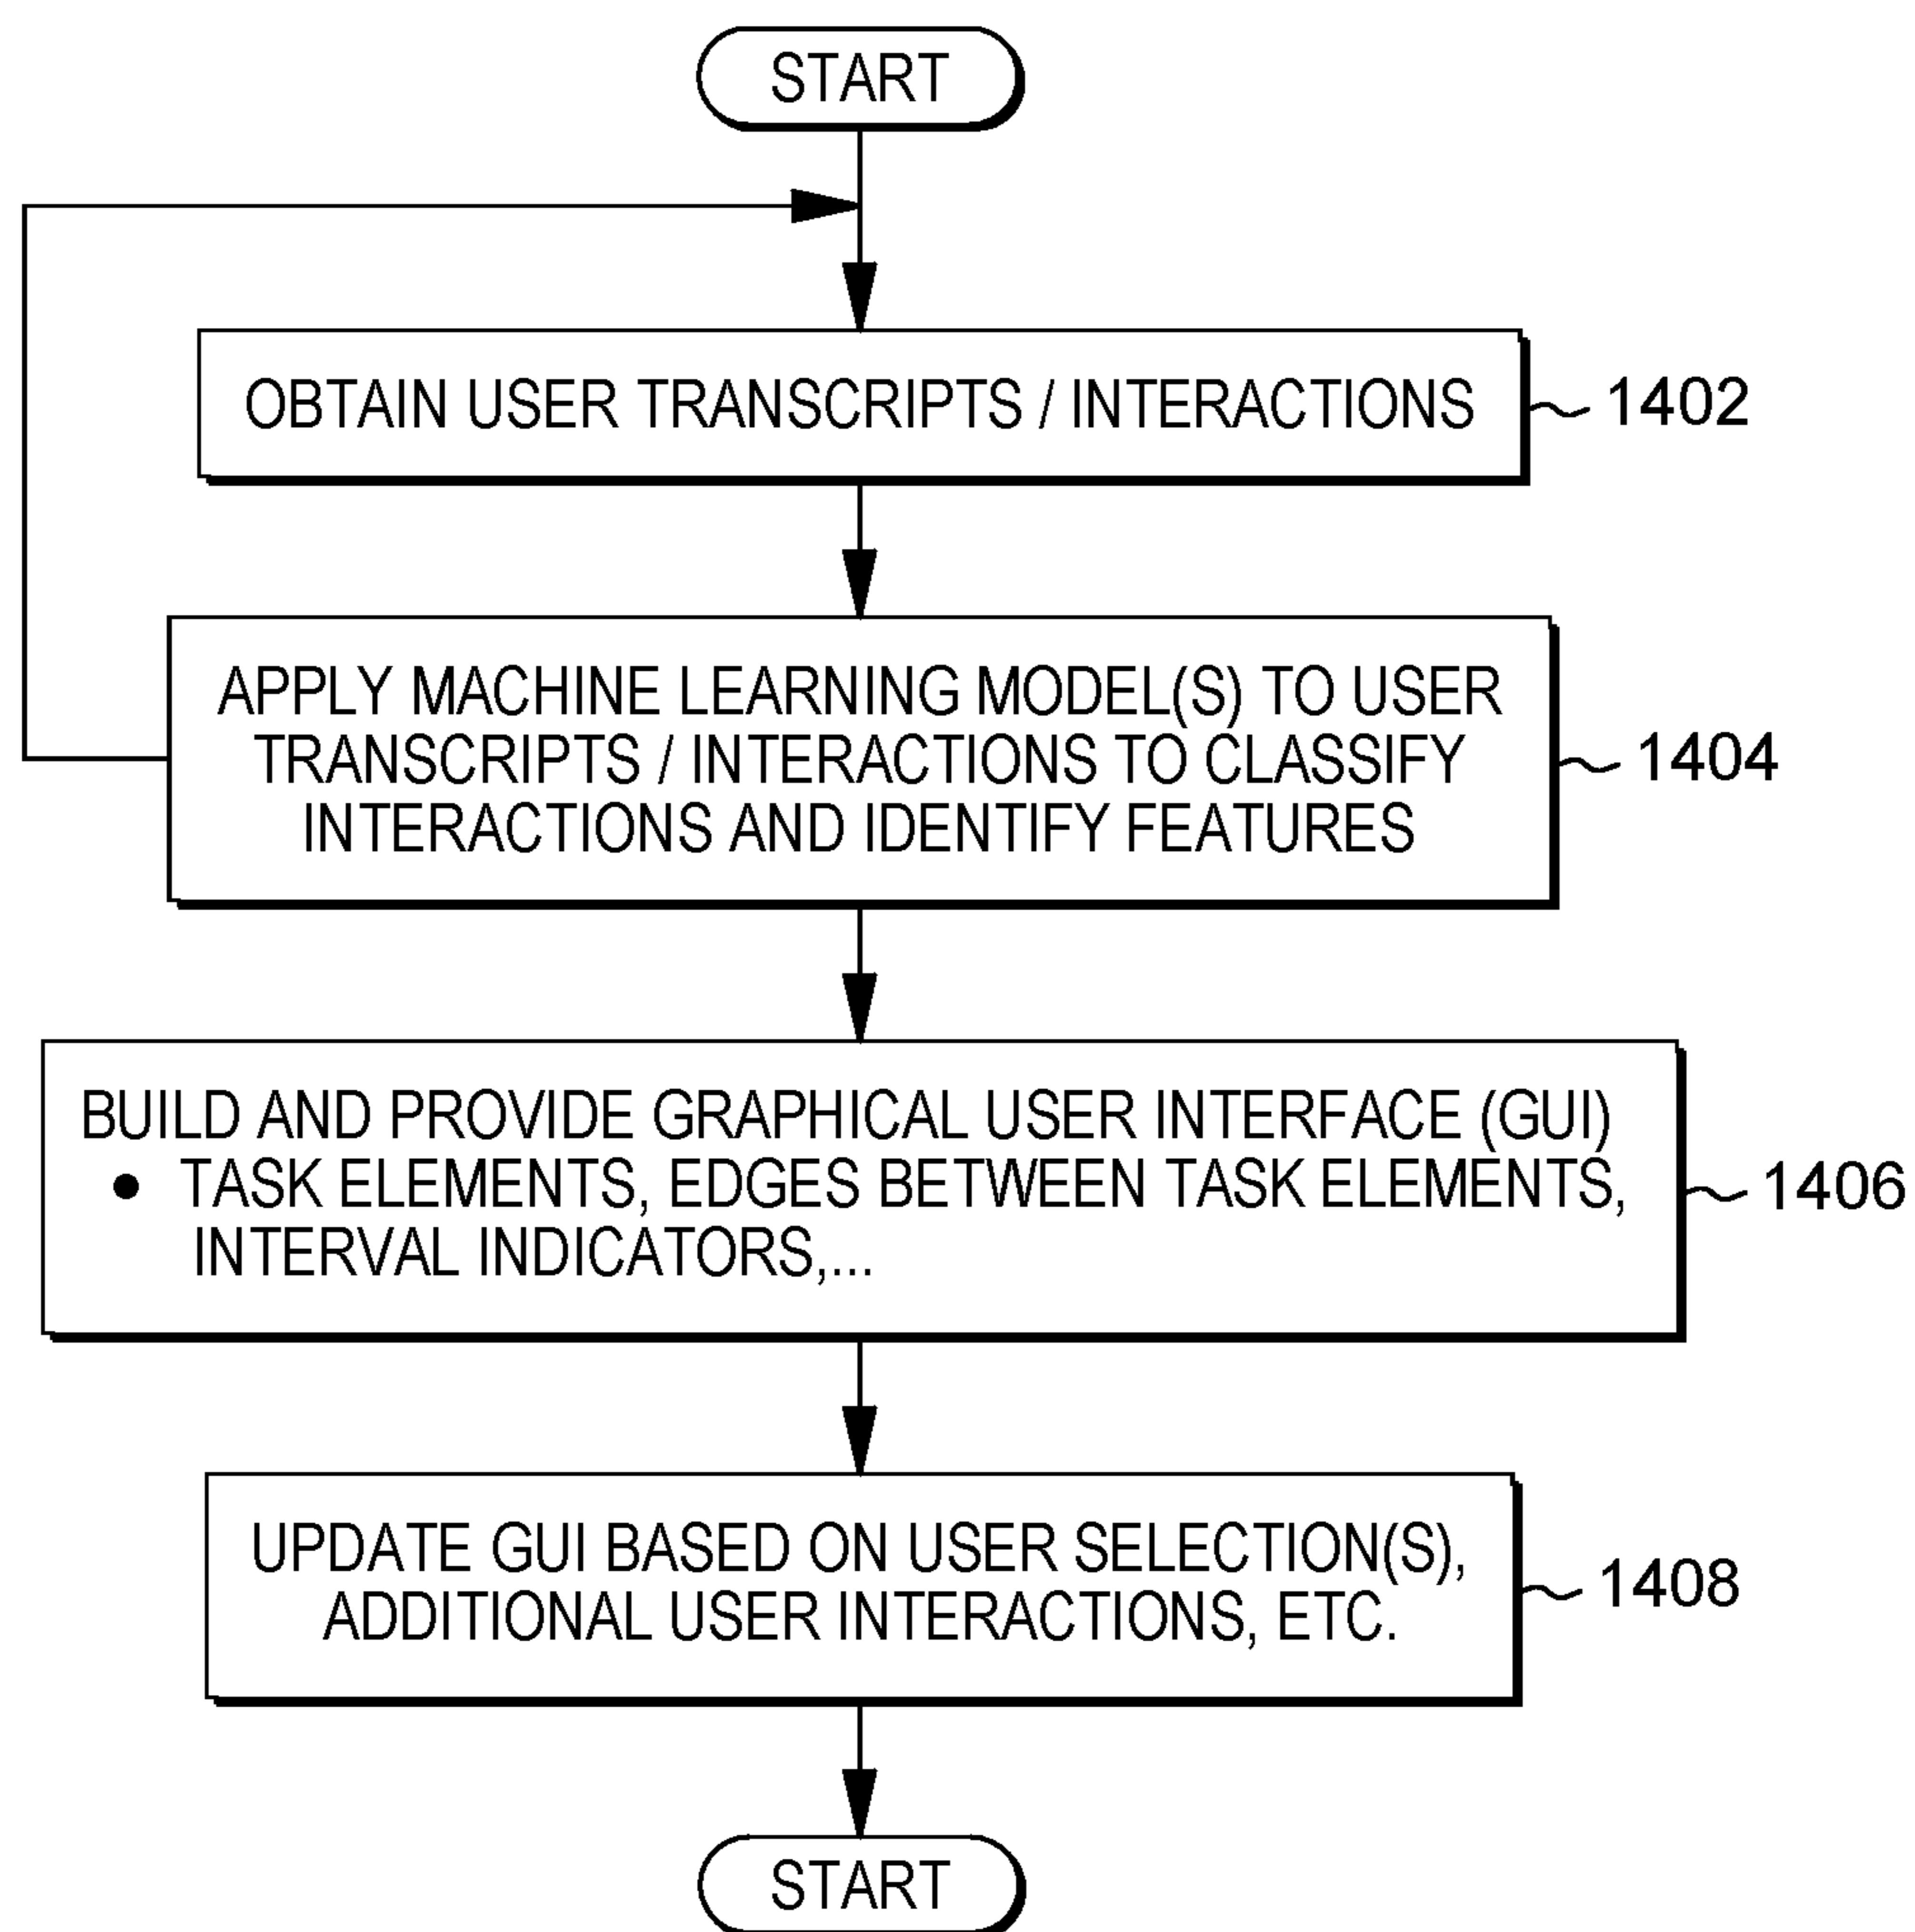 START
OBTAIN USER TRANSCRIPTS / INTERACTIONS
1402
APPLY MACHINE LEARNING MODEL(S) TO USER
TRANSCRIPTS / INTERACTIONS TO CLASSIFY
INTERACTIONS AND IDENTIFY FEATURES
1404
BUILD AND PROVIDE GRAPHICAL USER INTERFACE (GUI)
• TASK ELEMENTS, EDGES BETWEEN TASK ELEMENTS,
INTERVAL INDICATORS,...
1406
UPDATE GUI BASED ON USER SELECTION(S),
ADDITIONAL USER INTERACTIONS, ETC.
1408
START